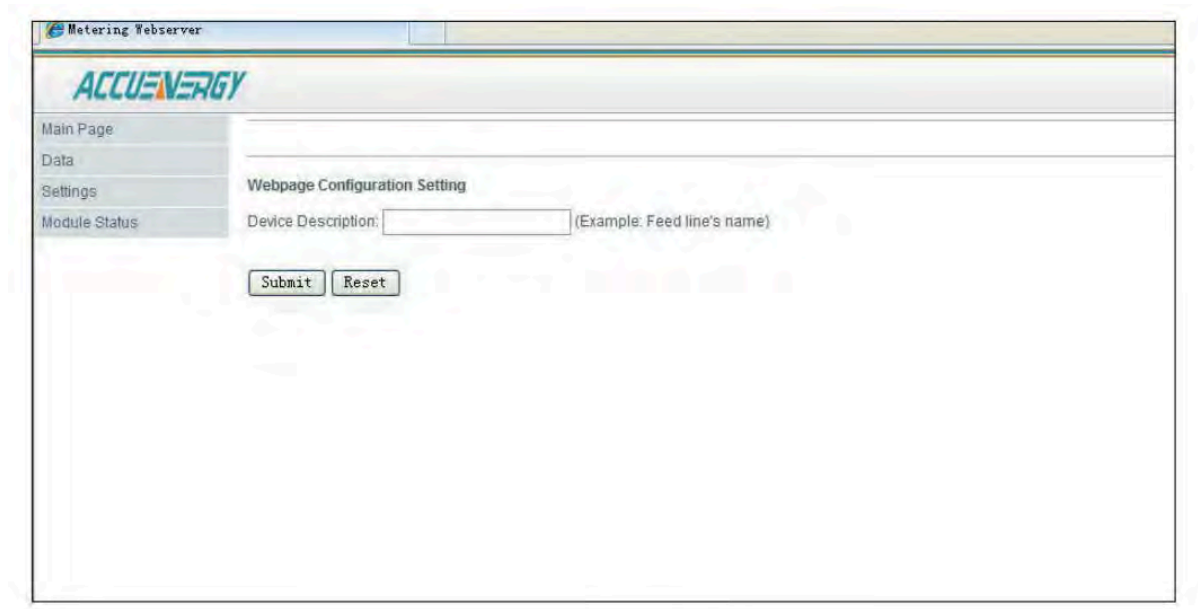 Metering Webserver
ACCUENERGY
Main Page
Data
Settings
Module Status
Webpage Configuration Setting
Device Description: (Example: Feed line's name)
Submit Reset